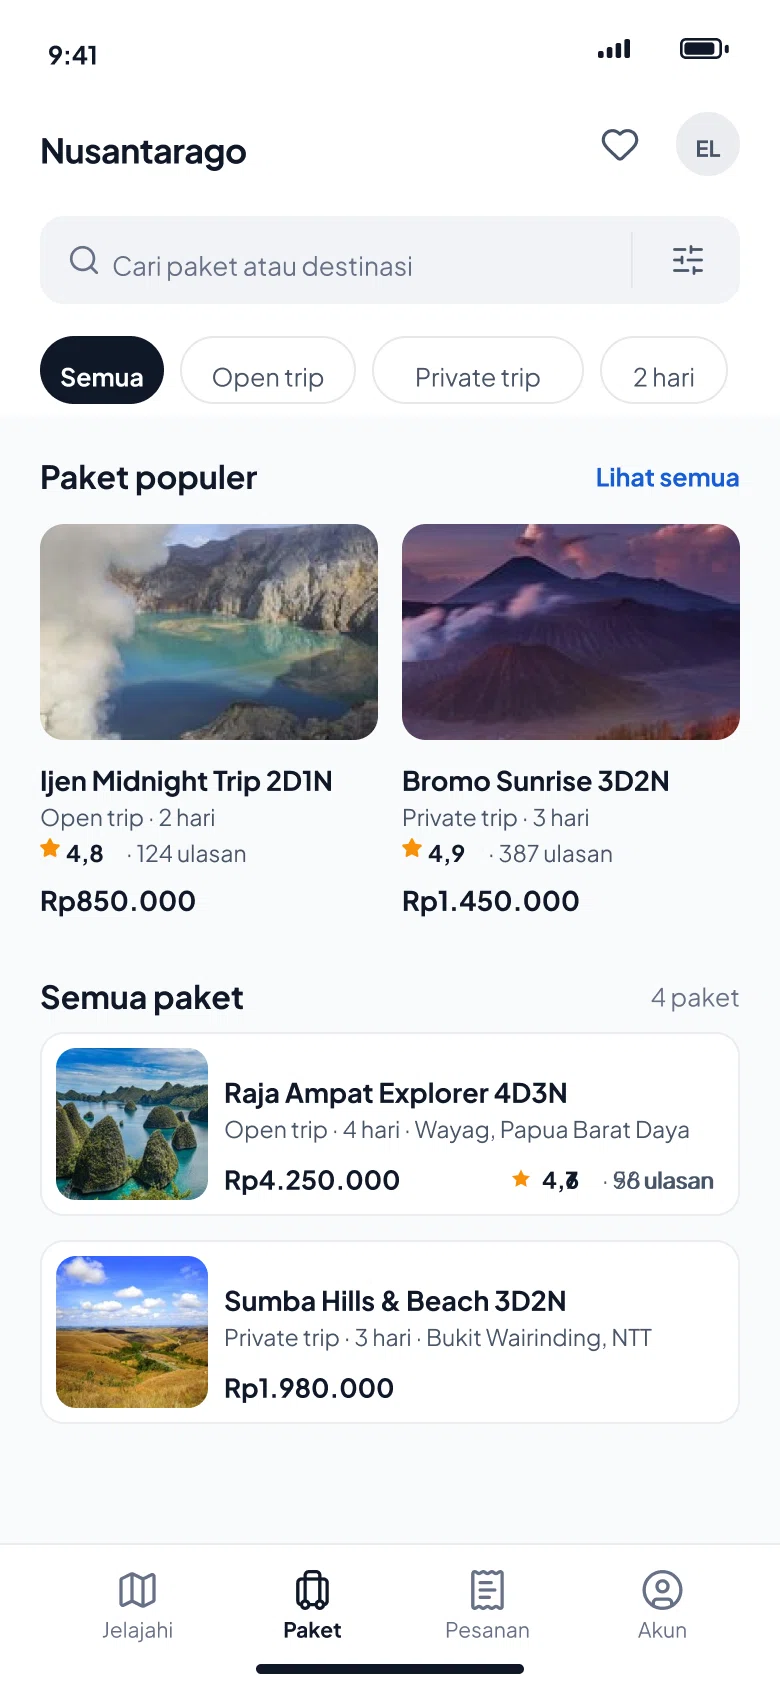 9:41
Nusantarago
EL
Cari paket atau destinasi
Semua
Open trip
Private trip
2 hari
Paket populer
Lihat semua
Ijen Midnight Trip 2D1N
Open trip · 2 hari
4,8 · 124 ulasan
Rp850.000
Bromo Sunrise 3D2N
Private trip · 3 hari
4,9 · 387 ulasan
Rp1.450.000
Semua paket
4 paket
Raja Ampat Explorer 4D3N
Open trip · 4 hari · Wayag, Papua Barat Daya
Rp4.250.000
· ulasan
Sumba Hills & Beach 3D2N
Private trip · 3 hari · Bukit Wairinding, NTT
Rp1.980.000
Jelajahi
Paket
Pesanan
Akun